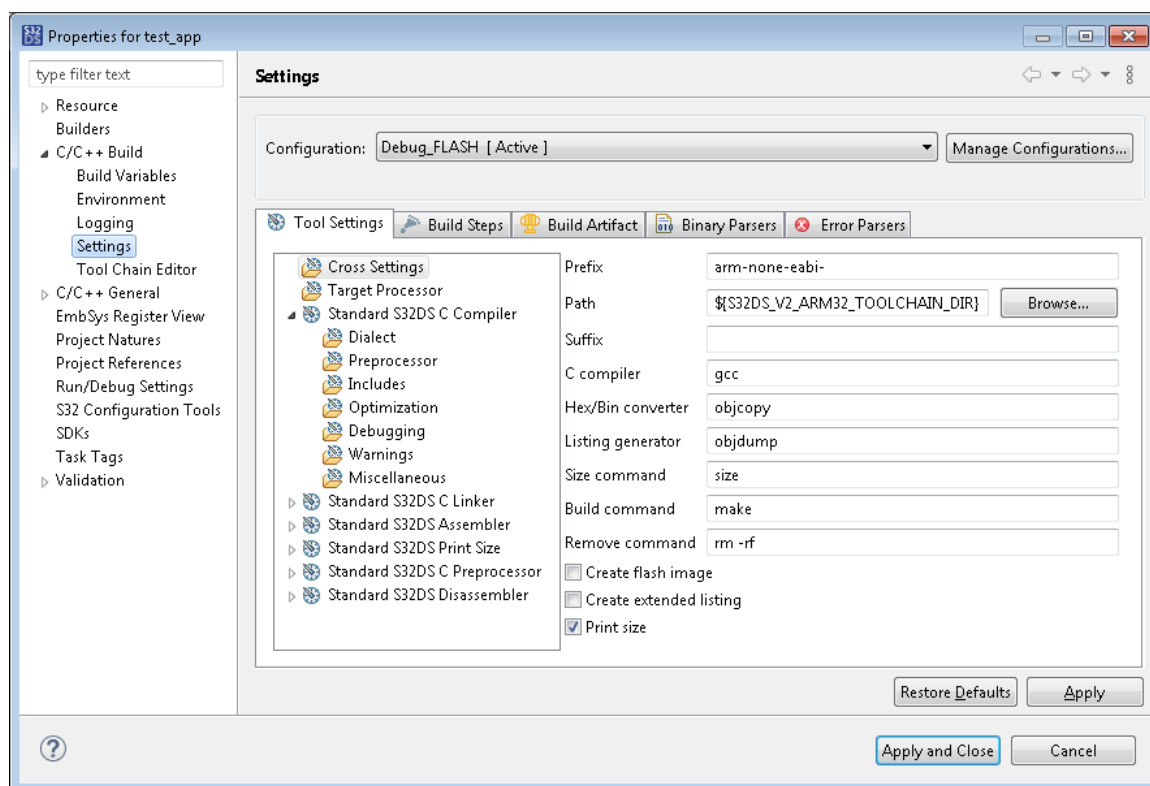 S32
DS
Properties for test_app
type filter text
Resource
Builders
C/C++ Build
Build Variables
Environment
Logging
Settings
Tool Chain Editor
C/C++ General
EmbSys Register View
Project Natures
Project References
Run/Debug Settings
S32 Configuration Tools
SDKs
Task Tags
Validation
Settings
Configuration: Debug_FLASH [ Active ] Manage Configurations...
Tool Settings Build Steps Build Artifact 010 Binary Parsers Error Parsers
Cross Settings
Target Processor
Standard S32DS C Compiler
Dialect
Preprocessor
Includes
Optimization
Debugging
Warnings
Miscellaneous
Standard S32DS C Linker
Standard S32DS Assembler
Standard S32DS Print Size
Standard S32DS C Preprocessor
Standard S32DS Disassembler
Prefix arm-none-eabi-
Path ${S32DS_V2_ARM32_TOOLCHAIN_DIR} Browse...
Suffix
C compiler gcc
Hex/Bin converter objcopy
Listing generator objdump
Size command size
Build command make
Remove command rm -rf
Create flash image
Create extended listing
Print size
Restore Defaults Apply
? Apply and Close Cancel